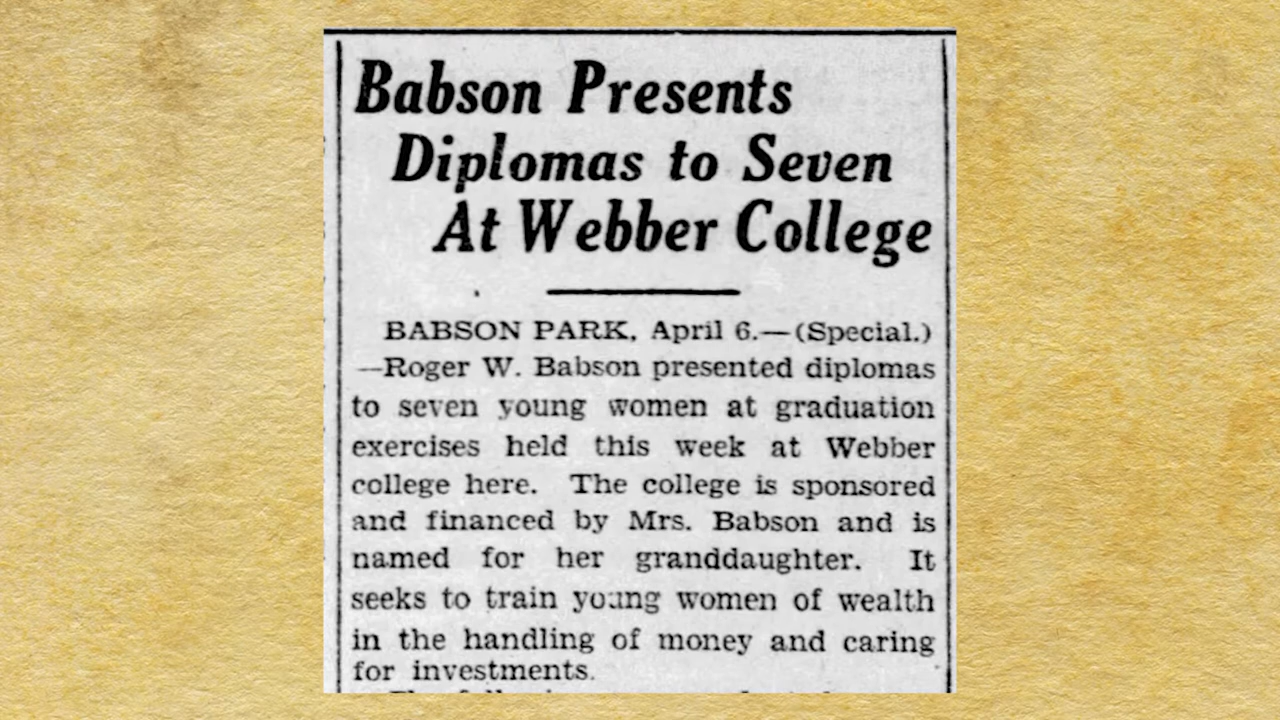 Babson Presents
Diplomas to Seven
At Webber College
BABSON PARK, April 6.—(Special.)
—Roger W. Babson presented diplomas
to seven young women at graduation
exercises held this week at Webber
college here. The college is sponsored
and financed by Mrs. Babson and is
named for her granddaughter. It
seeks to train young women of wealth
in the handling of money and caring
for investments.